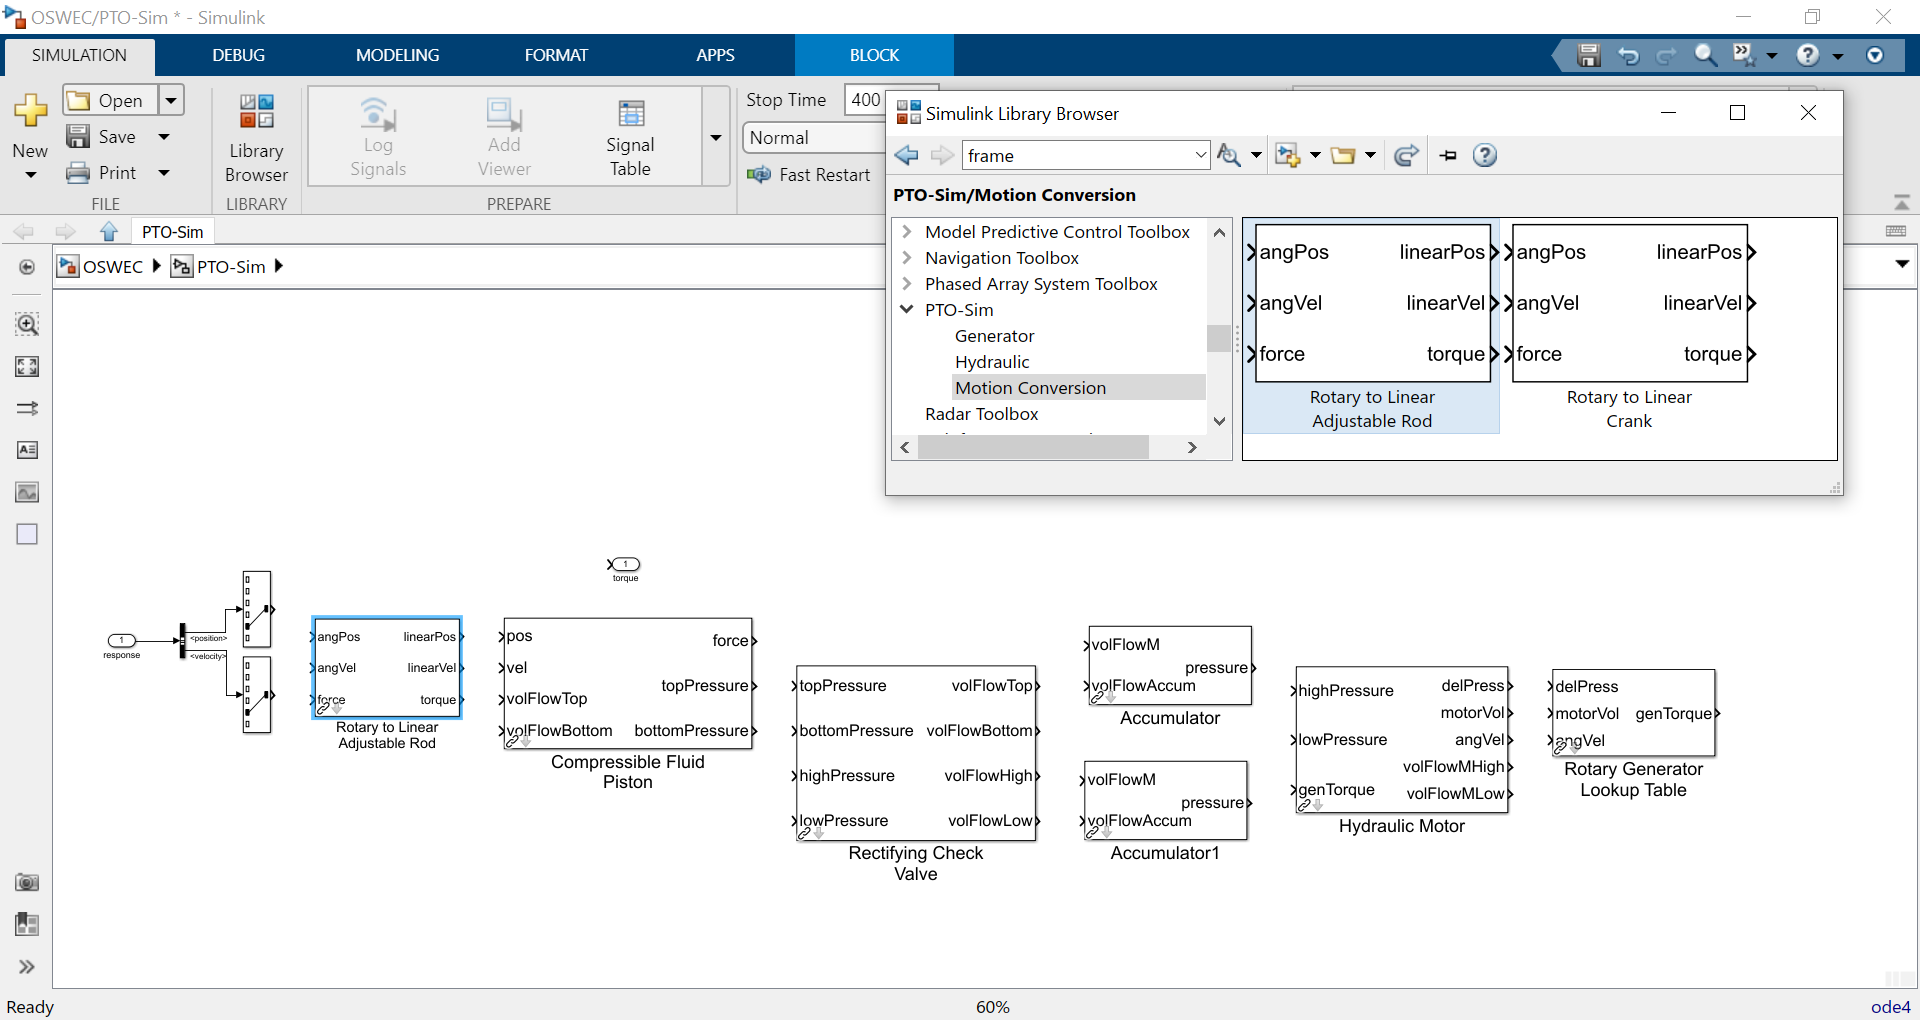 OSWEC/PTO-Sim * - Simulink
SIMULATION
DEBUG
MODELING
FORMAT
APPS
BLOCK
New
Open
Save
Print
FILE
Library
Browser
LIBRARY
Log
Signals
Add
Viewer
Signal
Table
PREPARE
Stop Time
400
Normal
Fast Restart
Simulink Library Browser
frame
PTO-Sim/Motion Conversion
Model Predictive Control Toolbox
Navigation Toolbox
Phased Array System Toolbox
PTO-Sim
Generator
Hydraulic
Motion Conversion
Radar Toolbox
angPos linearPos
angVel linearVel
force torque
Rotary to Linear
Adjustable Rod
angPos linearPos
angVel linearVel
force torque
Rotary to Linear
Crank
PTO-Sim
OSWEC
PTO-Sim
1
torque
1
response
<position>
<velocity>
angPos linearPos
angVel linearVel
force torque
Rotary to Linear
Adjustable Rod
pos force
vel
topPressure
volFlowTop
volFlowBottom bottomPressure
Compressible Fluid
Piston
topPressure volFlowTop
bottomPressure volFlowBottom
highPressure volFlowHigh
lowPressure volFlowLow
Rectifying Check
Valve
volFlowM
pressure
volFlowAccum
Accumulator
volFlowM
pressure
volFlowAccum
Accumulator1
highPressure delPress
motorVol
lowPressure angVel
volFlowMHigh
genTorque volFlowMLow
Hydraulic Motor
delPress
motorVol genTorque
angVel
Rotary Generator
Lookup Table
Ready
60%
ode4